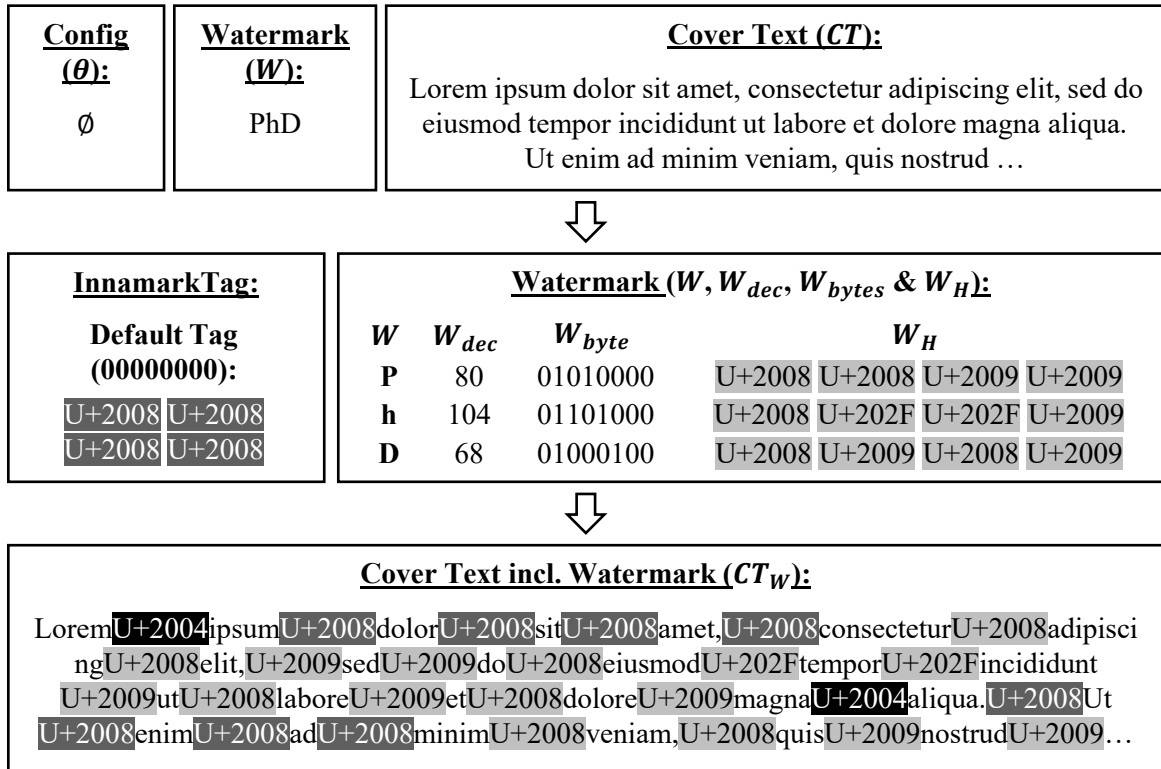 Config
(θ):
∅
Watermark
(W):
PhD
Cover Text (CT):
Lorem ipsum dolor sit amet, consectetur adipiscing elit, sed do
eiusmod tempor incididunt ut labore et dolore magna aliqua.
Ut enim ad minim veniam, quis nostrud …
InnamarkTag:
Default Tag
(00000000):
U+2008 U+2008
U+2008 U+2008
Watermark (W, W_dec, W_bytes & W_H):
W W_dec W_byte W_H
P 80 01010000 U+2008 U+2008 U+2009 U+2009
h 104 01101000 U+2008 U+202F U+202F U+2009
D 68 01000100 U+2008 U+2009 U+2008 U+2009
Cover Text incl. Watermark (CT_W):
LoremU+2004ipsumU+2008dolorU+2008sitU+2008amet,U+2008consecteturU+2008adipisci
ngU+2008elit,U+2009sedU+2009doU+2008eiusmodU+202FtemporU+202Fincididunt
U+2009utU+2008laboreU+2009etU+2008doloreU+2009magnaU+2004aliqua.U+2008Ut
U+2008enimU+2008adU+2008minimU+2008veniam,U+2008quisU+2009nostrudU+2009…